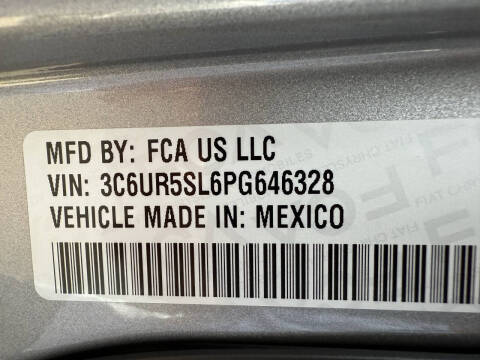 MFD BY: FCA US LLC
VIN: 3C6UR5SL6PG646328
VEHICLE MADE IN: MEXICO